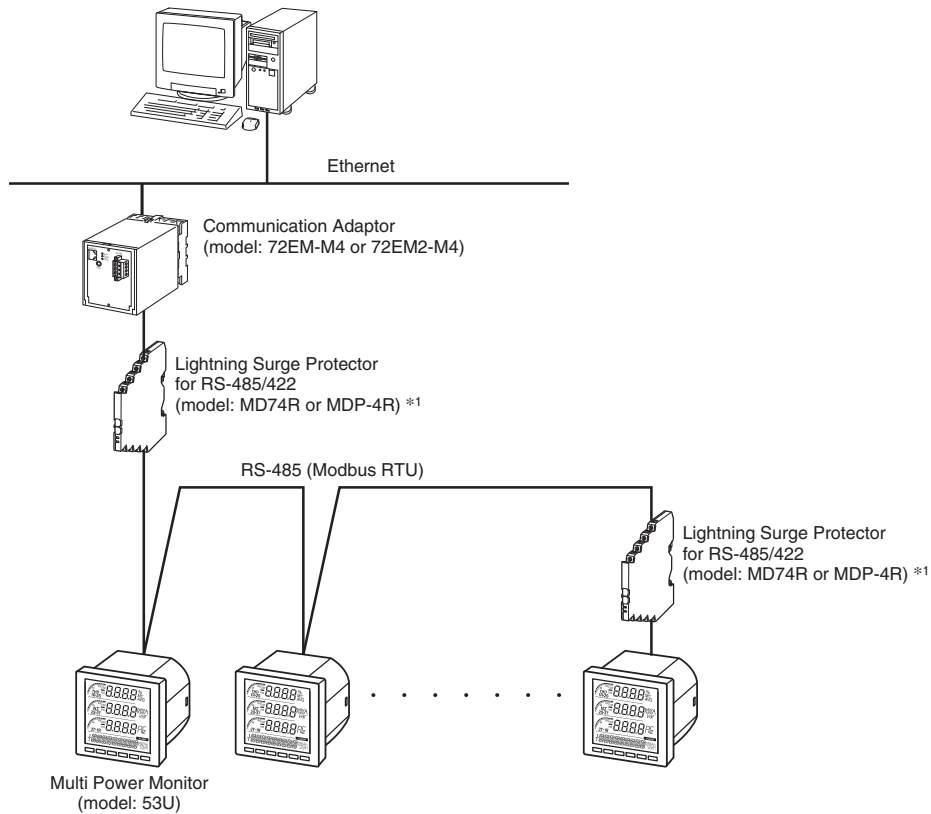 Ethernet
Communication Adaptor
(model: 72EM-M4 or 72EM2-M4)
Lightning Surge Protector
for RS-485/422
(model: MD74R or MDP-4R) *1
RS-485 (Modbus RTU)
Lightning Surge Protector
for RS-485/422
(model: MD74R or MDP-4R) *1
Multi Power Monitor
(model: 53U)